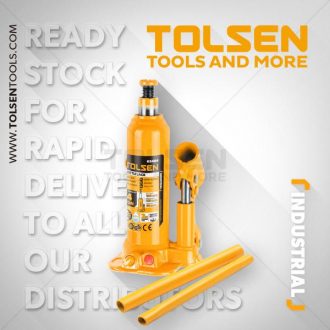 READY
STOCK
FOR
RAPID
DELIVE
TO ALL
OUR
DISTRIBUTORS
TOLSEN
TOOLS AND MORE
WWW.TOLSENTOOLS.COM
TOLSEN
INDUSTRIAL